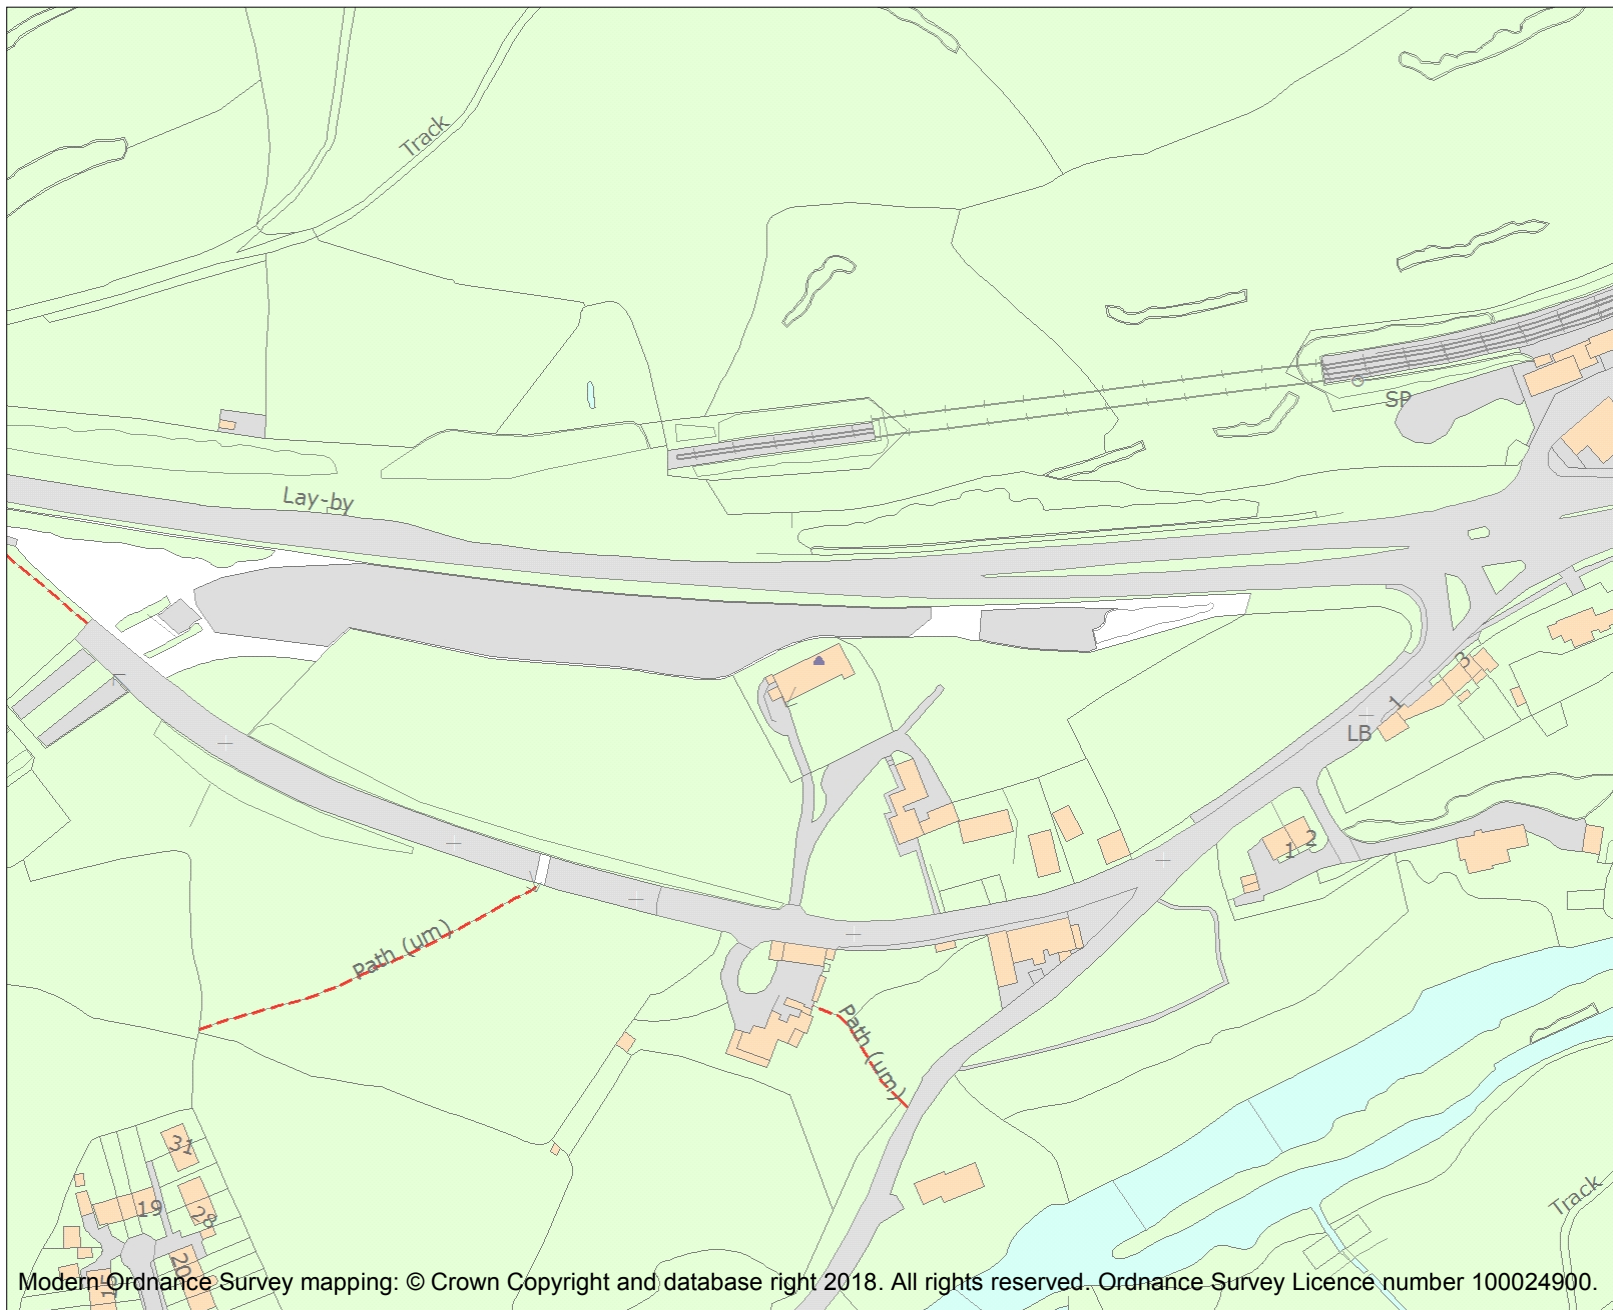 Track
Lay-by
SP
3
1
LB
1 2
Path (um)
Path (um)
31
19
28
20
15
Track
Modern Ordnance Survey mapping: © Crown Copyright and database right 2018. All rights reserved. Ordnance Survey Licence number 100024900.